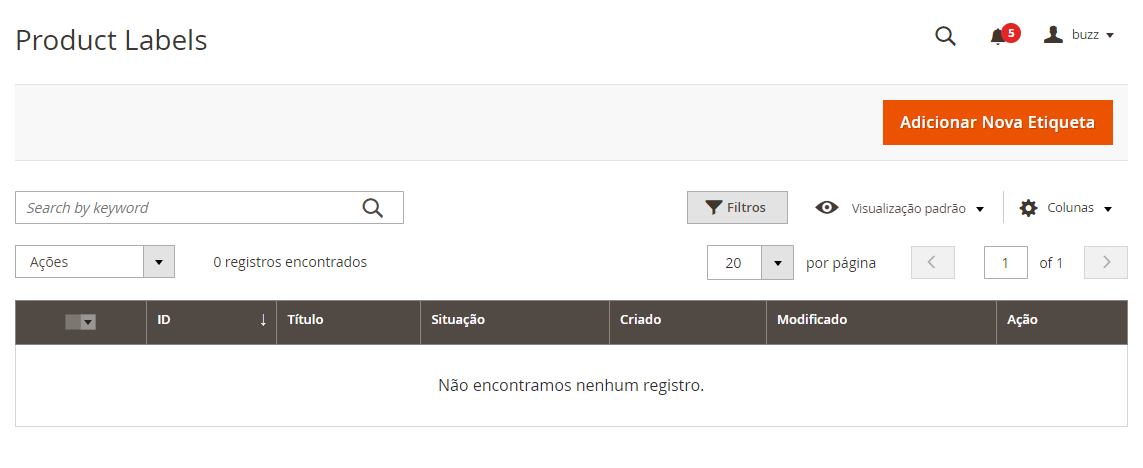 Product Labels
5
buzz
Adicionar Nova Etiqueta
Search by keyword
Filtros
Visualização padrão
Colunas
Ações
0 registros encontrados
20
por página
1
of 1
ID ↓ Título Situação Criado Modificado Ação
Não encontramos nenhum registro.